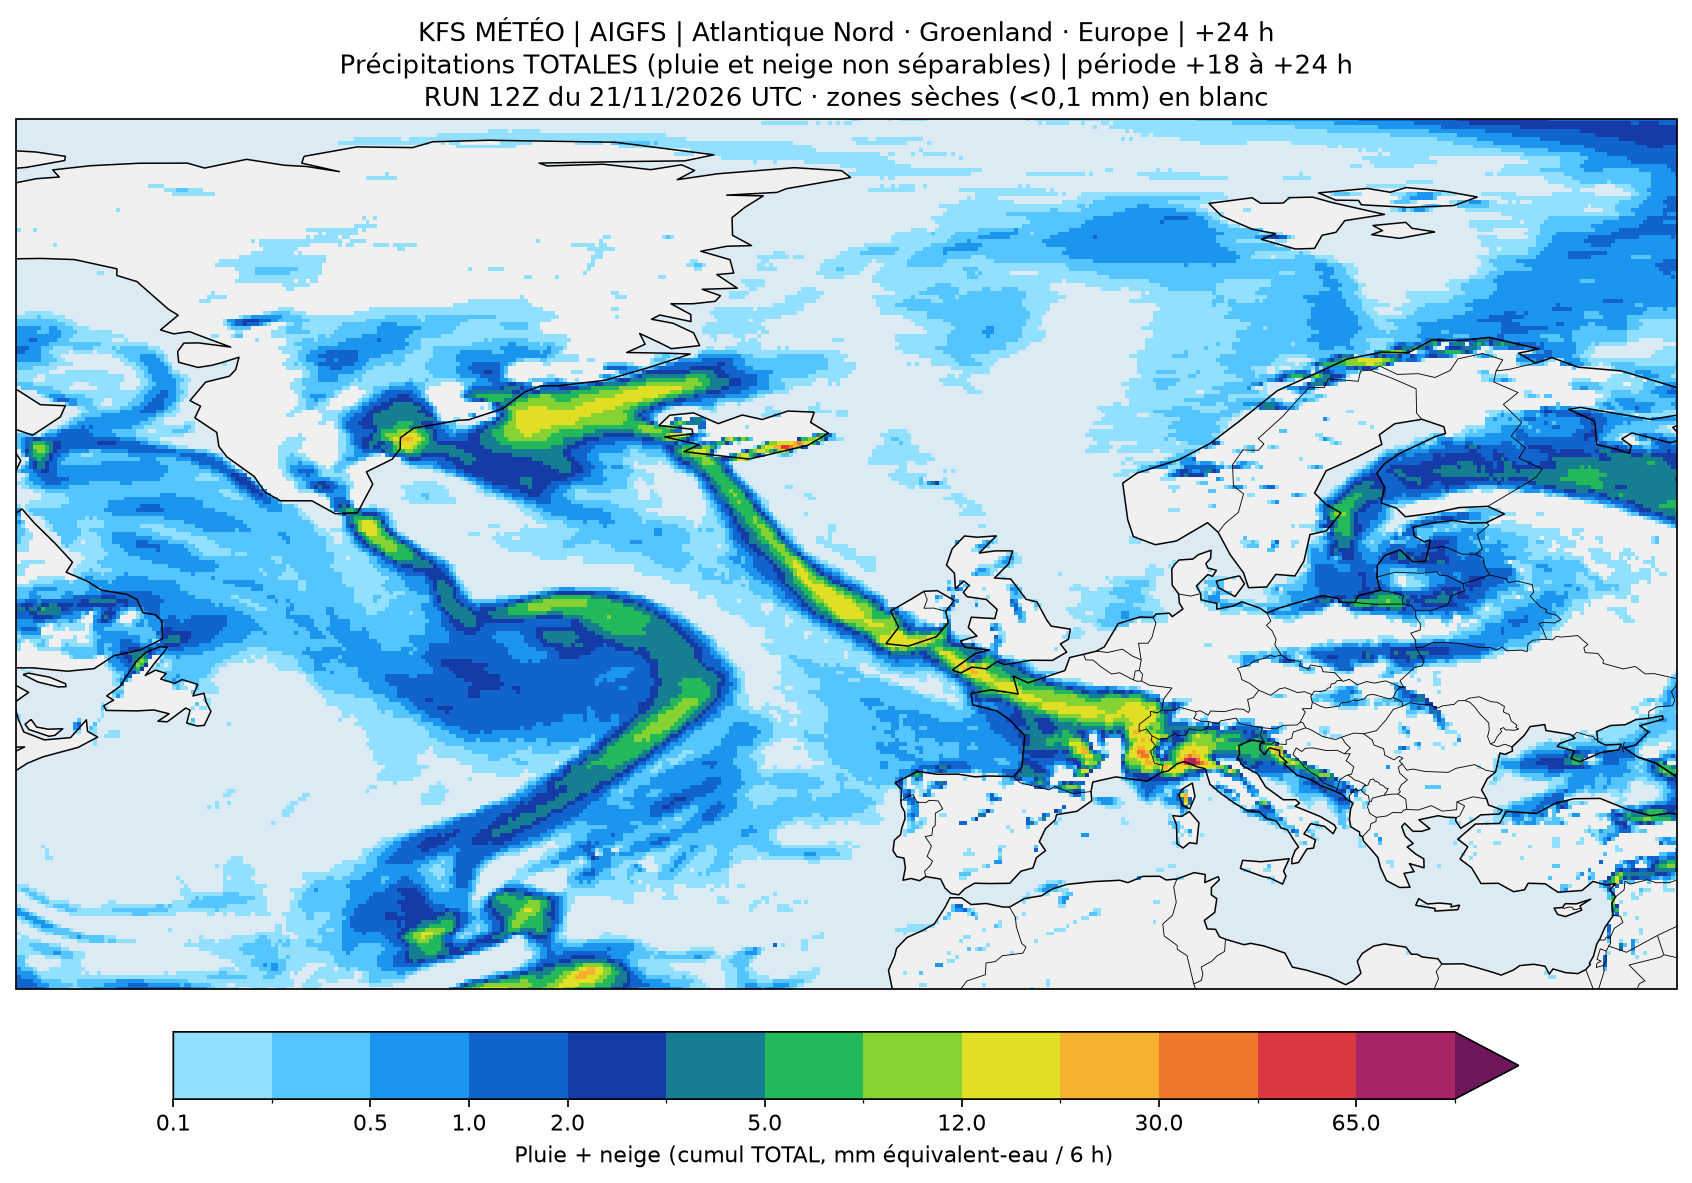 KFS MÉTÉO | AIGFS | Atlantique Nord · Groenland · Europe | +24 h
Précipitations TOTALES (pluie et neige non séparables) | période +18 à +24 h
RUN 12Z du 21/11/2026 UTC · zones sèches (<0,1 mm) en blanc
0.1 0.5 1.0 2.0 5.0 12.0 30.0 65.0
Pluie + neige (cumul TOTAL, mm équivalent-eau / 6 h)